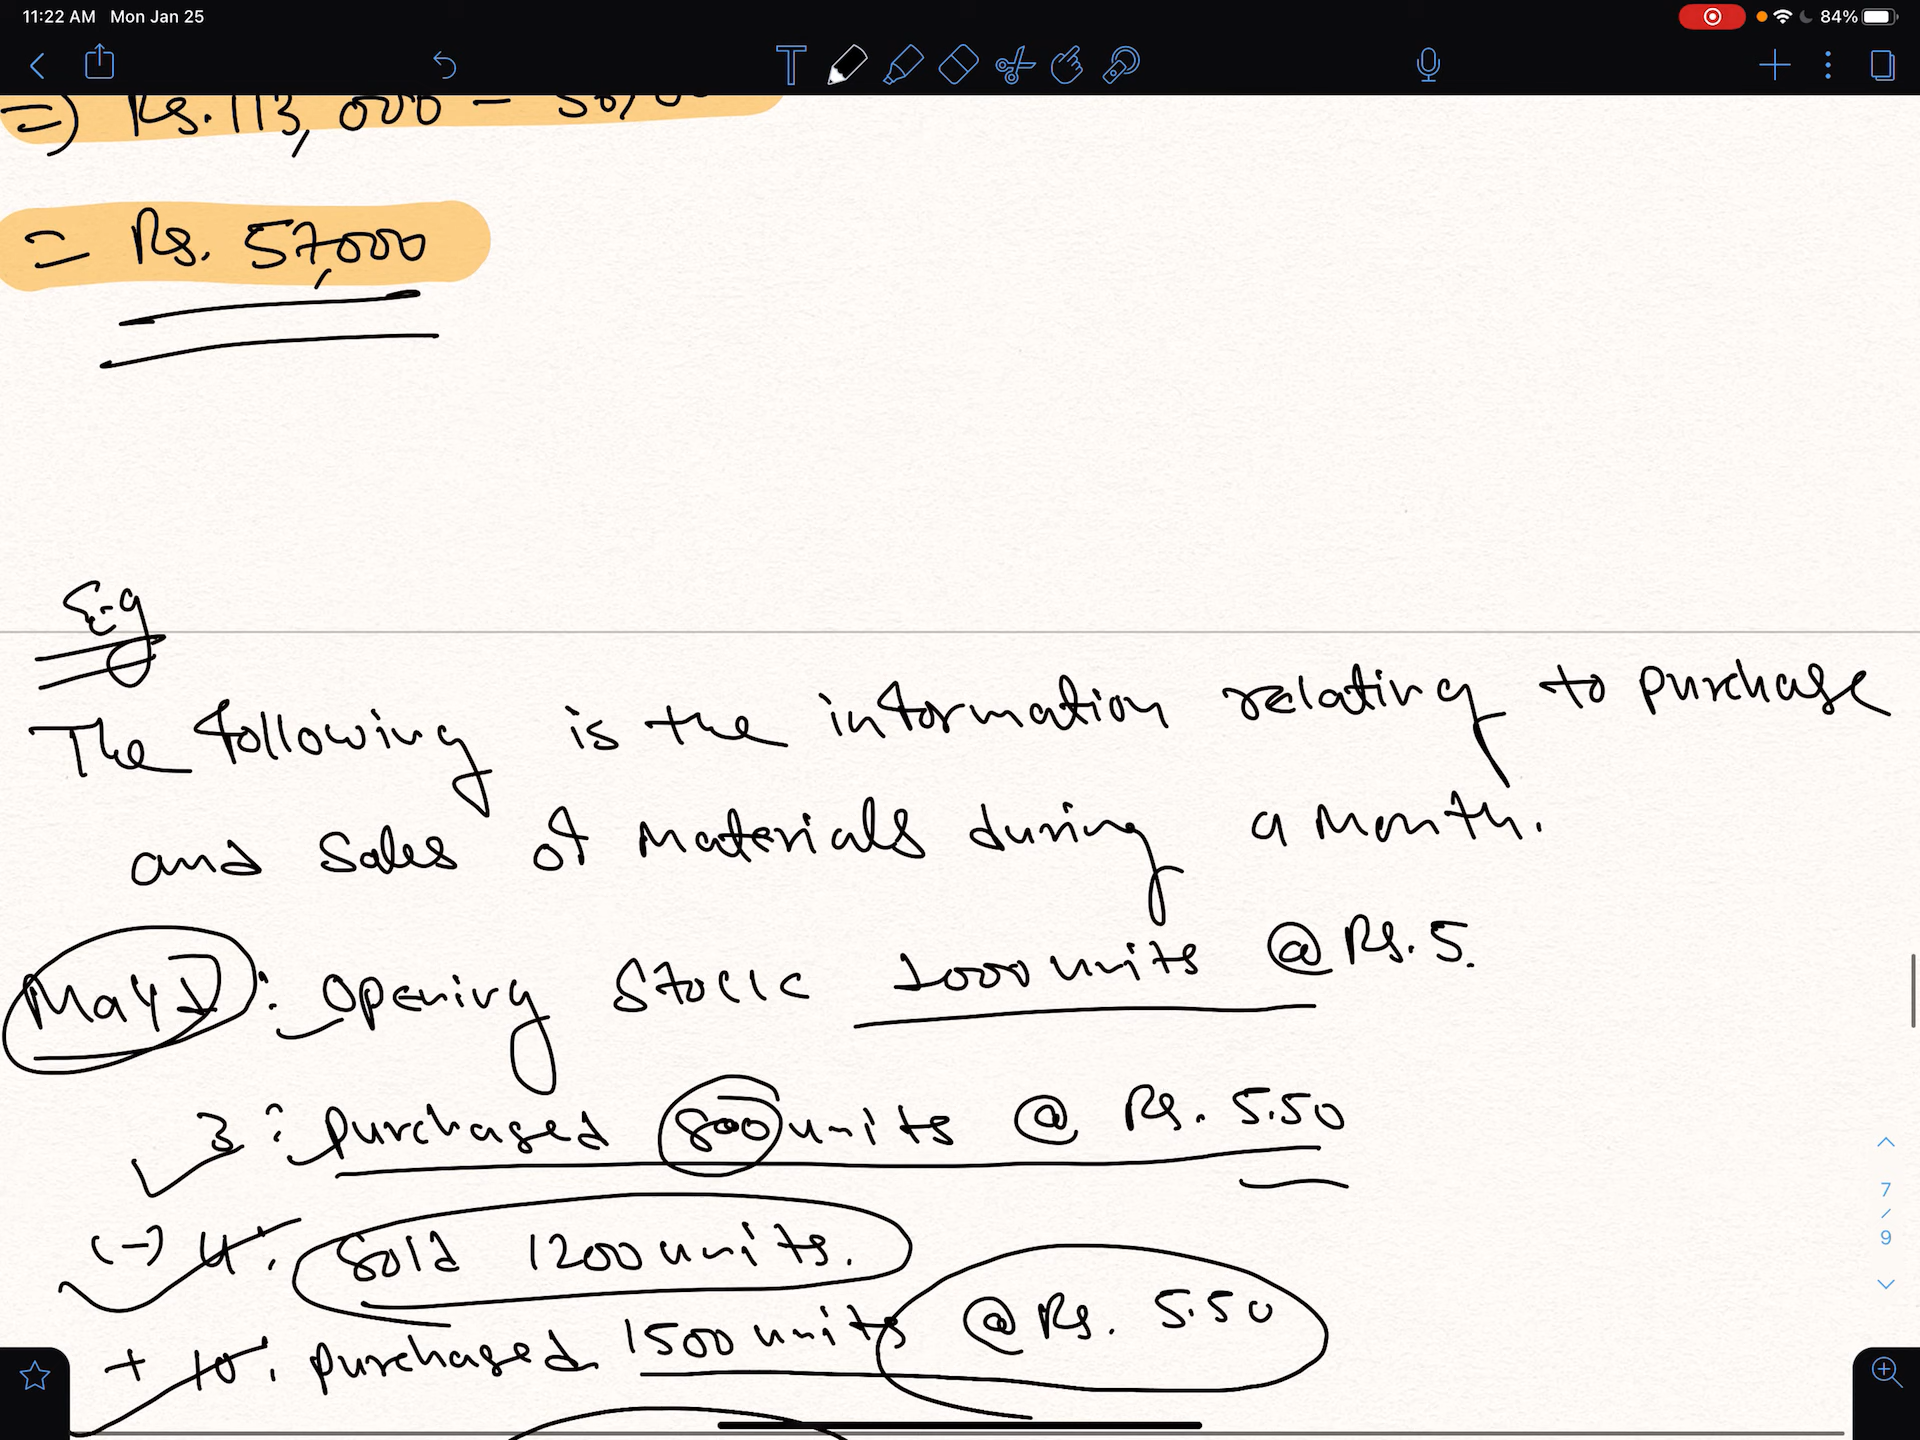 11:22 AM Mon Jan 25
84%
T
=) Rs. 113,000 -
= Rs. 57,000
E.g
The following is the information relating to purchase
and sales of materials during a month.
May 1: Opening Stock 1000 units @ Rs. 5.
3: purchased 800 units @ Rs. 5.50
(-) 4: Sold 1200 units.
+ 10: purchased 1500 units @ Rs. 5.50
7
/
9